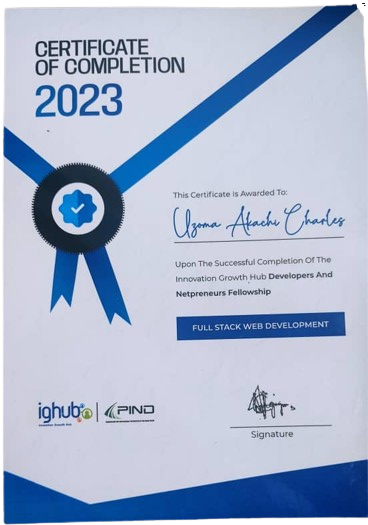 CERTIFICATE
OF COMPLETION
2023
This Certificate is Awarded To:
Uzoma Akachi Charles
Upon The Successful Completion Of The
Innovation Growth Hub Developers And
Netpreneurs Fellowship
FULL STACK WEB DEVELOPMENT
ighub
Innovation Growth Hub
PIND
Signature